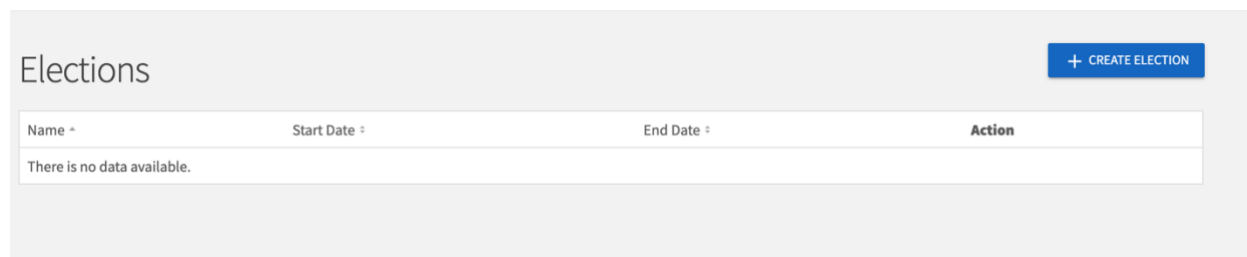 Elections
+ CREATE ELECTION
Name Start Date End Date Action
There is no data available.